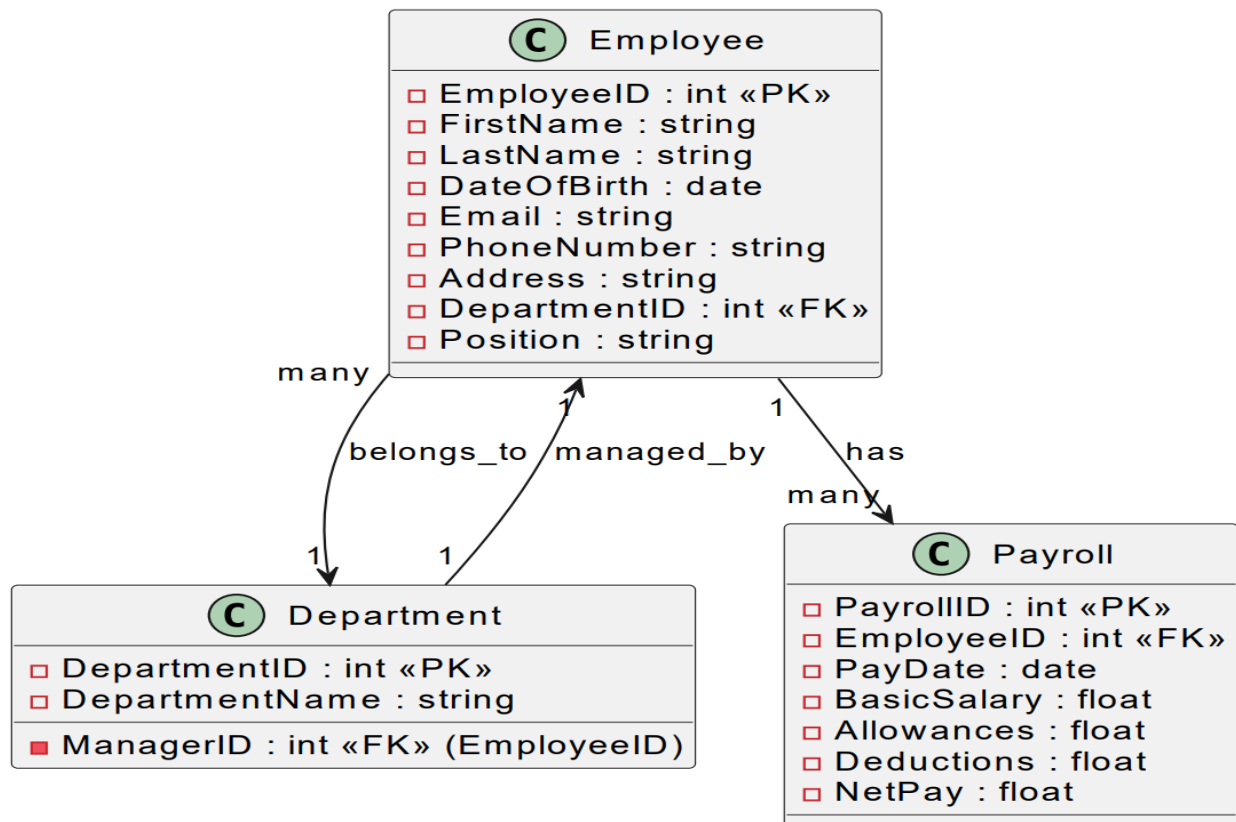 C Employee
EmployeeID : int «PK»
FirstName : string
LastName : string
DateOfBirth : date
Email : string
PhoneNumber : string
Address : string
DepartmentID : int «FK»
Position : string
many
1
1
belongs_to
managed_by
has
many
1
1
C Department
DepartmentID : int «PK»
DepartmentName : string
ManagerID : int «FK» (EmployeeID)
C Payroll
PayrollID : int «PK»
EmployeeID : int «FK»
PayDate : date
BasicSalary : float
Allowances : float
Deductions : float
NetPay : float